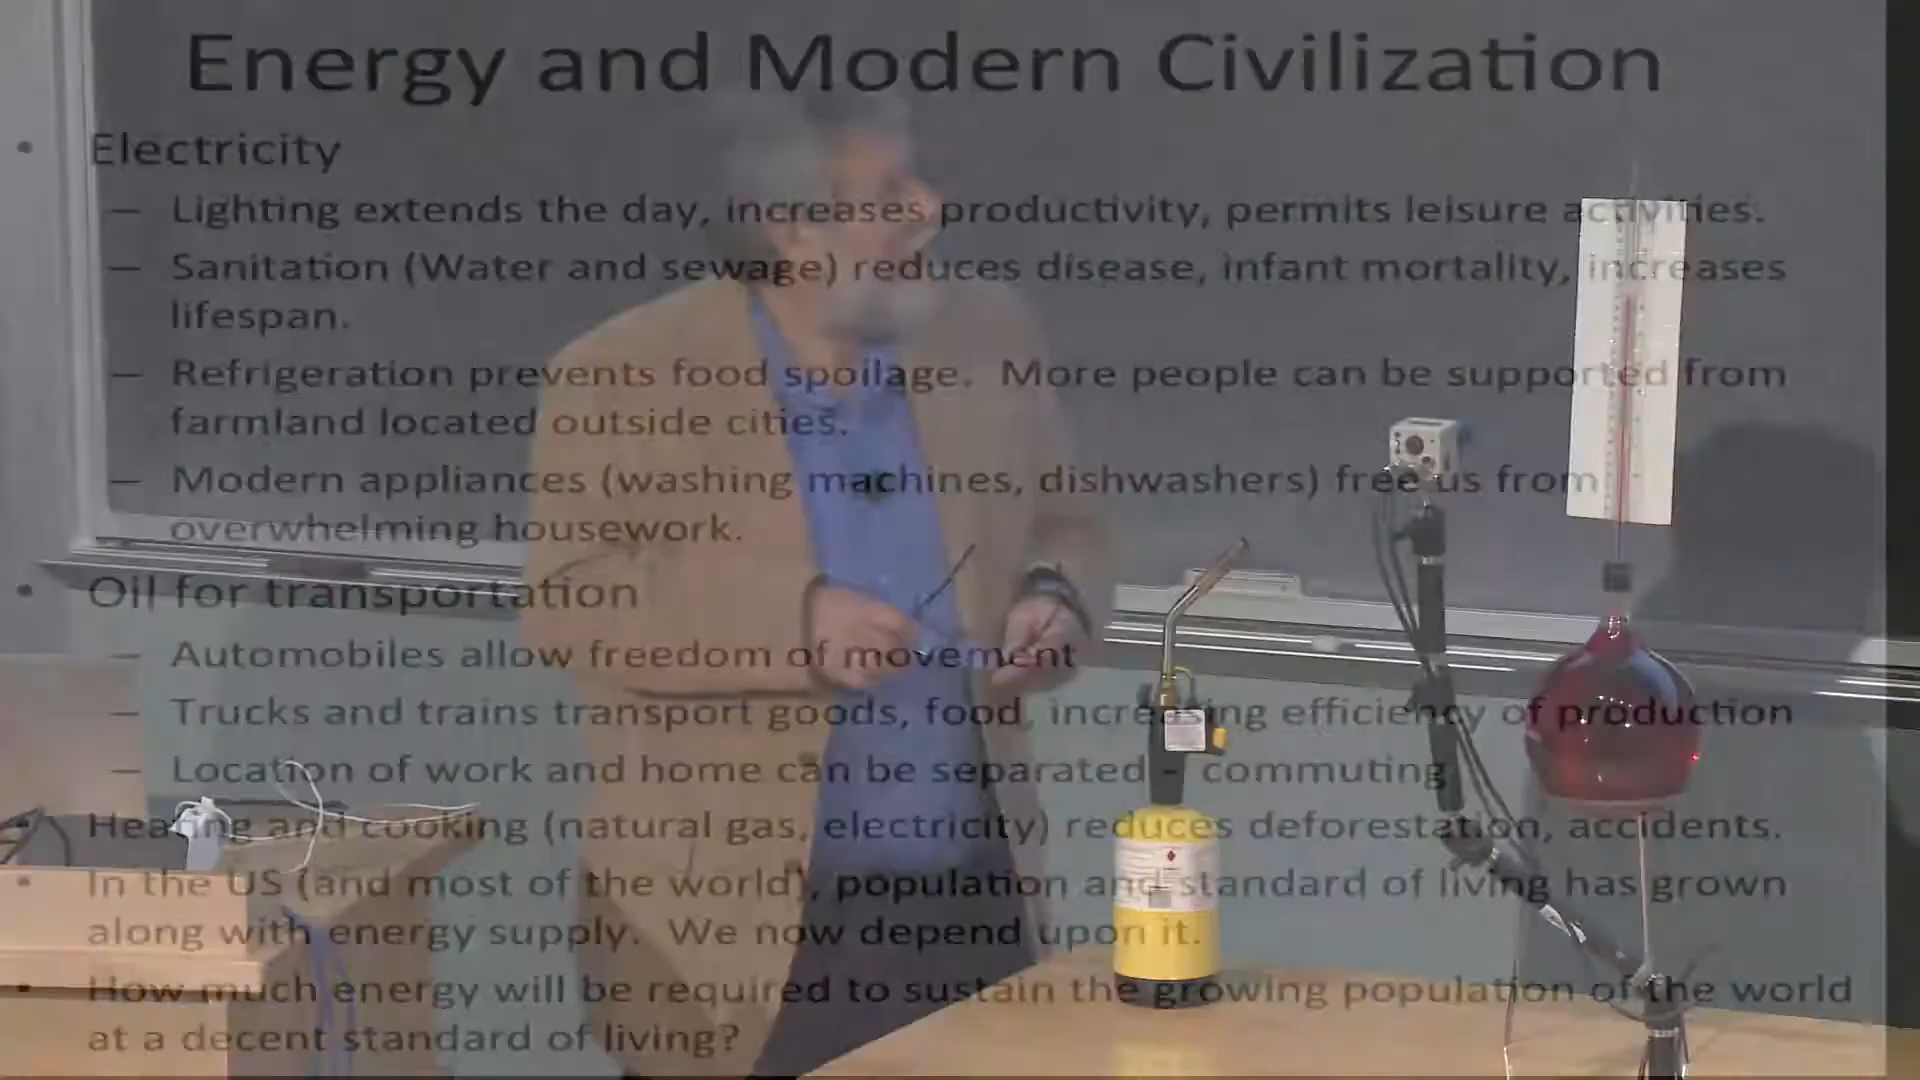 Energy and Modern Civilization
• Electricity
– Lighting extends the day, increases productivity, permits leisure activities.
– Sanitation (Water and sewage) reduces disease, infant mortality, increases
lifespan.
– Refrigeration prevents food spoilage. More people can be supported from
farmland located outside cities.
– Modern appliances (washing machines, dishwashers) free us from
overwhelming housework.
• Oil for transportation
– Automobiles allow freedom of movement
– Trucks and trains transport goods, food, increasing efficiency of production
– Location of work and home can be separated - commuting
• Heating and cooking (natural gas, electricity) reduces deforestation, accidents.
• In the US (and most of the world), population and standard of living has grown
along with energy supply. We now depend upon it.
• How much energy will be required to sustain the growing population of the world
at a decent standard of living?